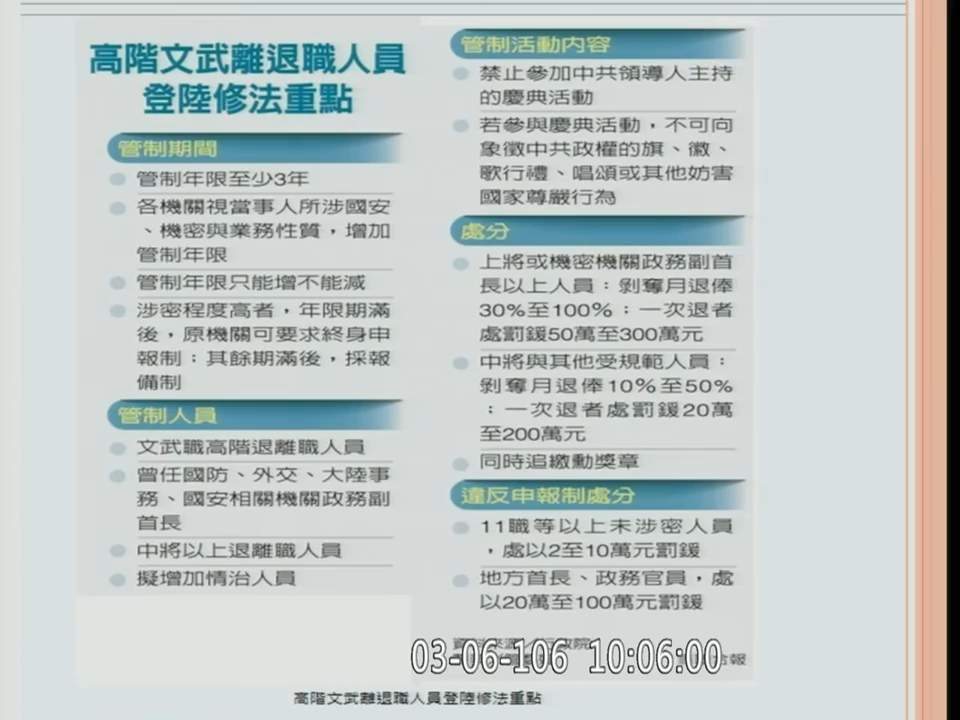 高階文武離退職人員
登陸修法重點
管制期間
管制年限至少3年
各機關視當事人所涉國安
、機密與業務性質，增加
管制年限
管制年限只能增不能減
涉密程度高者，年限期滿
後，原機關可要求終身申
報制；其餘期滿後，採報
備制
管制人員
文武職高階退離職人員
曾任國防、外交、大陸事
務、國安相關機關政務副
首長
中將以上退離職人員
擬增加情治人員
管制活動內容
禁止參加中共領導人主持
的慶典活動
若參與慶典活動，不可向
象徵中共政權的旗、徽、
歌行禮、唱頌或其他妨害
國家尊嚴行為
處分
上將或機密機關政務副首
長以上人員：剝奪月退俸
30%至100%；一次退者
處罰鍰50萬至300萬元
中將與其他受規範人員：
剝奪月退俸10%至50%
；一次退者處罰鍰20萬
至200萬元
同時追繳勳獎章
違反申報制處分
11職等以上未涉密人員
，處以2至10萬元罰鍰
地方首長、政務官員，處
以20萬至100萬元罰鍰
行政院
03-06-106 10:06:00
報
高階文武離退職人員登陸修法重點